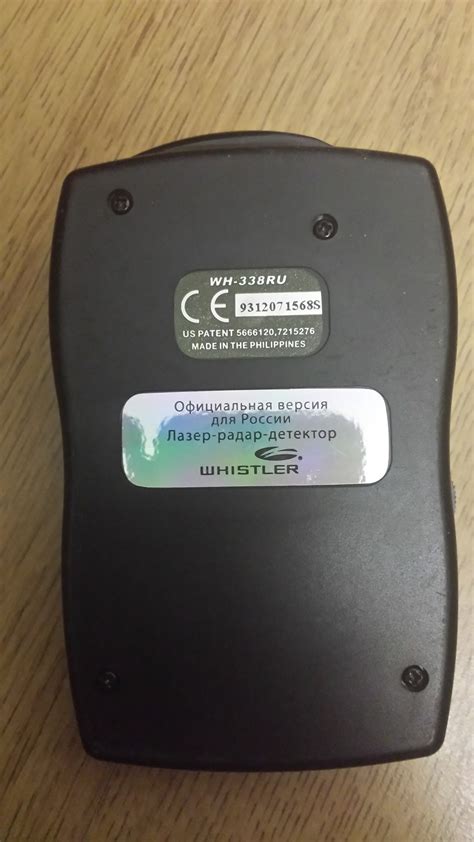 WH-338RU
CE 9312071568S
US PATENT 5666120,7215276
MADE IN THE PHILIPPINES
Официальная версия
для России
Лазер-радар-детектор
WHISTLER